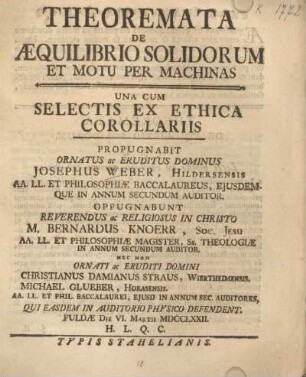 K 1772
THEOREMATA
DE
ÆQUILIBRIO SOLIDORUM
ET MOTU PER MACHINAS
UNA CUM
SELECTIS EX ETHICA
COROLLARIIS
PROPUGNABIT
ORNATUS ac ERUDITUS DOMINUS
JOSEPHUS WEBER, HILDERSENSIS
AA. LL. ET PHILOSOPHIÆ BACCALAUREUS, EJUSDEM-
QUE IN ANNUM SECUNDUM AUDITOR.
OPPUGNABUNT
REVERENDUS ac RELIGIOSUS IN CHRISTO
M. BERNARDUS KNOERR, SOC. JESU
AA. LL. ET PHILOSOPHIÆ MAGISTER, SS. THEOLOGIÆ
IN ANNUM SECUNDUM AUDITOR.
NEC NON
ORNATI ac ERUDITI DOMINI
CHRISTIANUS DAMIANUS STRAUS, WIERTHEIMENSIS.
MICHAEL GLUEBER, HORASENSIS.
AA. LL. ET PHIL. BACCALAUREI, EJUSD IN ANNUM SEC. AUDITORES,
QUI EASDEM IN AUDITORIO PHYSICO DEFENDENT,
FULDÆ DIE VI. MARTII MDCCLXXII.
H. L. Q. C.
TYPIS STAHELIANIS.